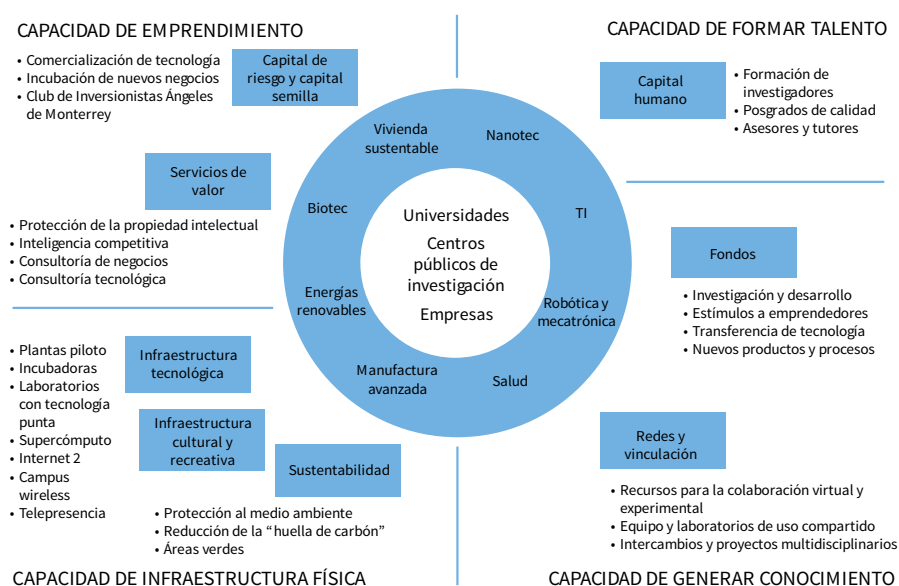 CAPACIDAD DE EMPRENDIMIENTO
• Comercialización de tecnología
• Incubación de nuevos negocios
• Club de Inversionistas Ángeles
de Monterrey
Capital de
riesgo y capital
semilla
Servicios de
valor
• Protección de la propiedad intelectual
• Inteligencia competitiva
• Consultoría de negocios
• Consultoría tecnológica
CAPACIDAD DE FORMAR TALENTO
Capital
humano
• Formación de
investigadores
• Posgrados de calidad
• Asesores y tutores
Vivienda
sustentable
Nanotec
Biotec
TI
Energías
renovables
Robótica y
mecatrónica
Manufactura
avanzada
Salud
Universidades
Centros
públicos de
investigación
Empresas
Fondos
• Investigación y desarrollo
• Estímulos a emprendedores
• Transferencia de tecnología
• Nuevos productos y procesos
Redes y
vinculación
• Recursos para la colaboración virtual y
experimental
• Equipo y laboratorios de uso compartido
• Intercambios y proyectos multidisciplinarios
CAPACIDAD DE GENERAR CONOCIMIENTO
• Plantas piloto
• Incubadoras
• Laboratorios
con tecnología
punta
• Supercómputo
• Internet 2
• Campus
wireless
• Telepresencia
Infraestructura
tecnológica
Infraestructura
cultural y
recreativa
Sustentabilidad
• Protección al medio ambiente
• Reducción de la “huella de carbón”
• Áreas verdes
CAPACIDAD DE INFRAESTRUCTURA FÍSICA